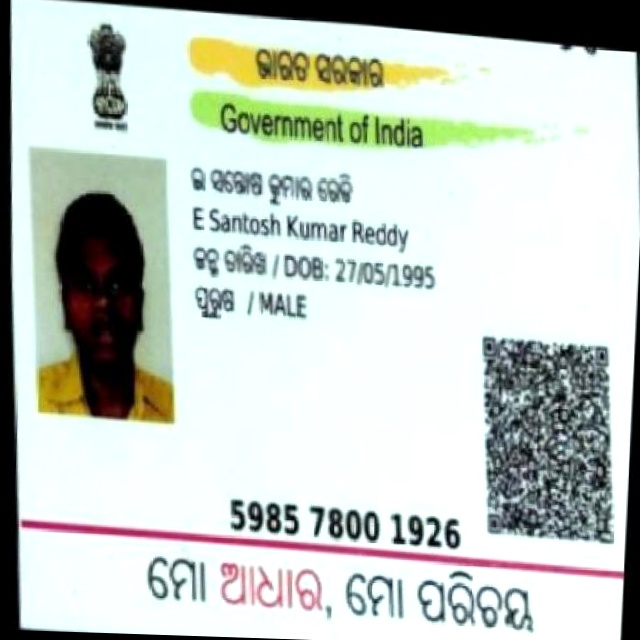 ଭାରତ ସରକାର
Government of India
ଇ ସନ୍ତୋଷ କୁମାର ରେଡ୍ଡି
E Santosh Kumar Reddy
ଜନ୍ମ ତାରିଖ / DOB: 27/05/1995
ପୁରୁଷ / MALE
5985 7800 1926
ମୋ ଆଧାର, ମୋ ପରିଚୟ